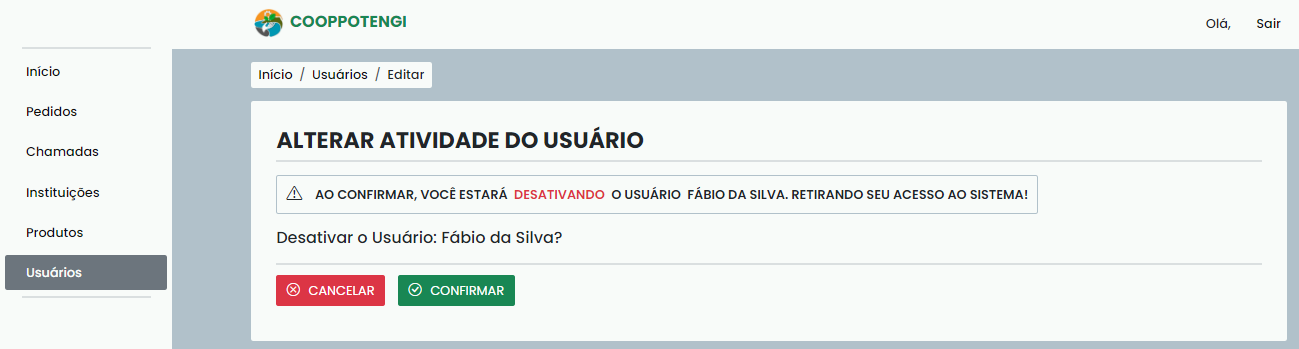 COOPPOTENGI
Olá,
Sair
Início
Pedidos
Chamadas
Instituições
Produtos
Usuários
Início / Usuários / Editar
ALTERAR ATIVIDADE DO USUÁRIO
AO CONFIRMAR, VOCÊ ESTARÁ DESATIVANDO O USUÁRIO FÁBIO DA SILVA. RETIRANDO SEU ACESSO AO SISTEMA!
Desativar o Usuário: Fábio da Silva?
CANCELAR
CONFIRMAR